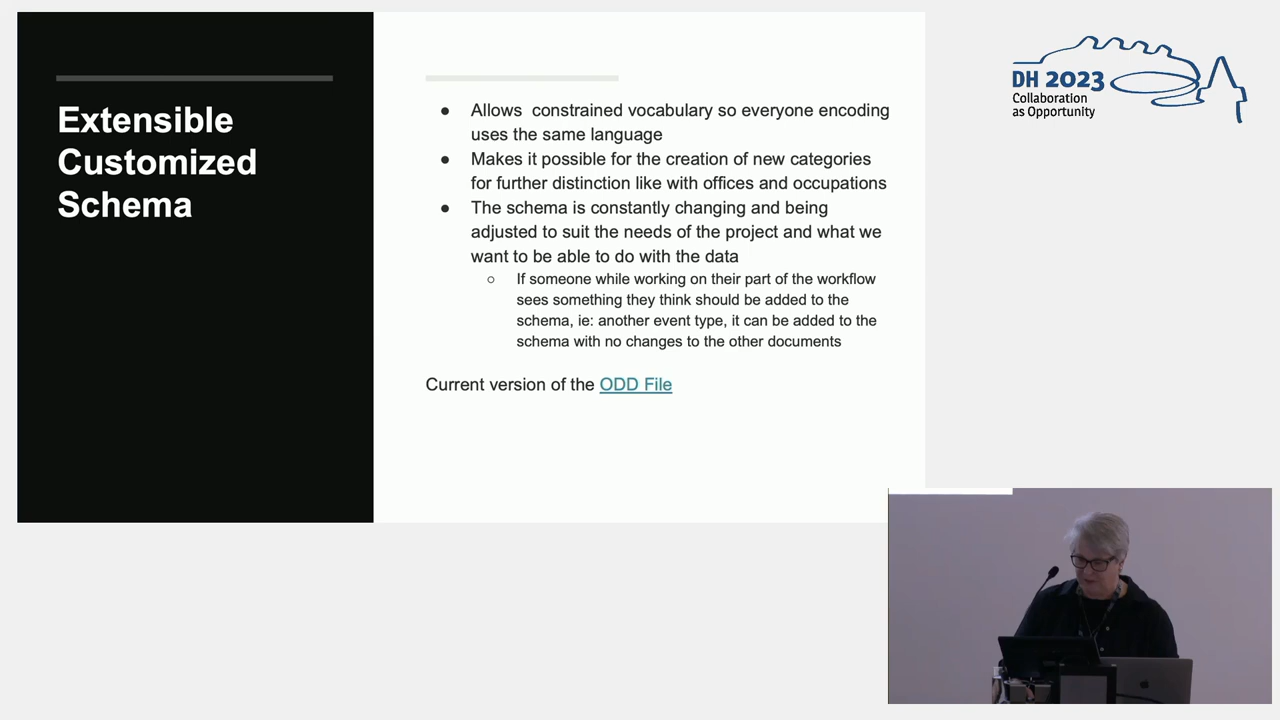 Extensible
Customized
Schema
● Allows constrained vocabulary so everyone encoding
uses the same language
● Makes it possible for the creation of new categories
for further distinction like with offices and occupations
● The schema is constantly changing and being
adjusted to suit the needs of the project and what we
want to be able to do with the data
○ If someone while working on their part of the workflow
sees something they think should be added to the
schema, ie: another event type, it can be added to the
schema with no changes to the other documents
Current version of the ODD File
DH 2023
Collaboration
as Opportunity